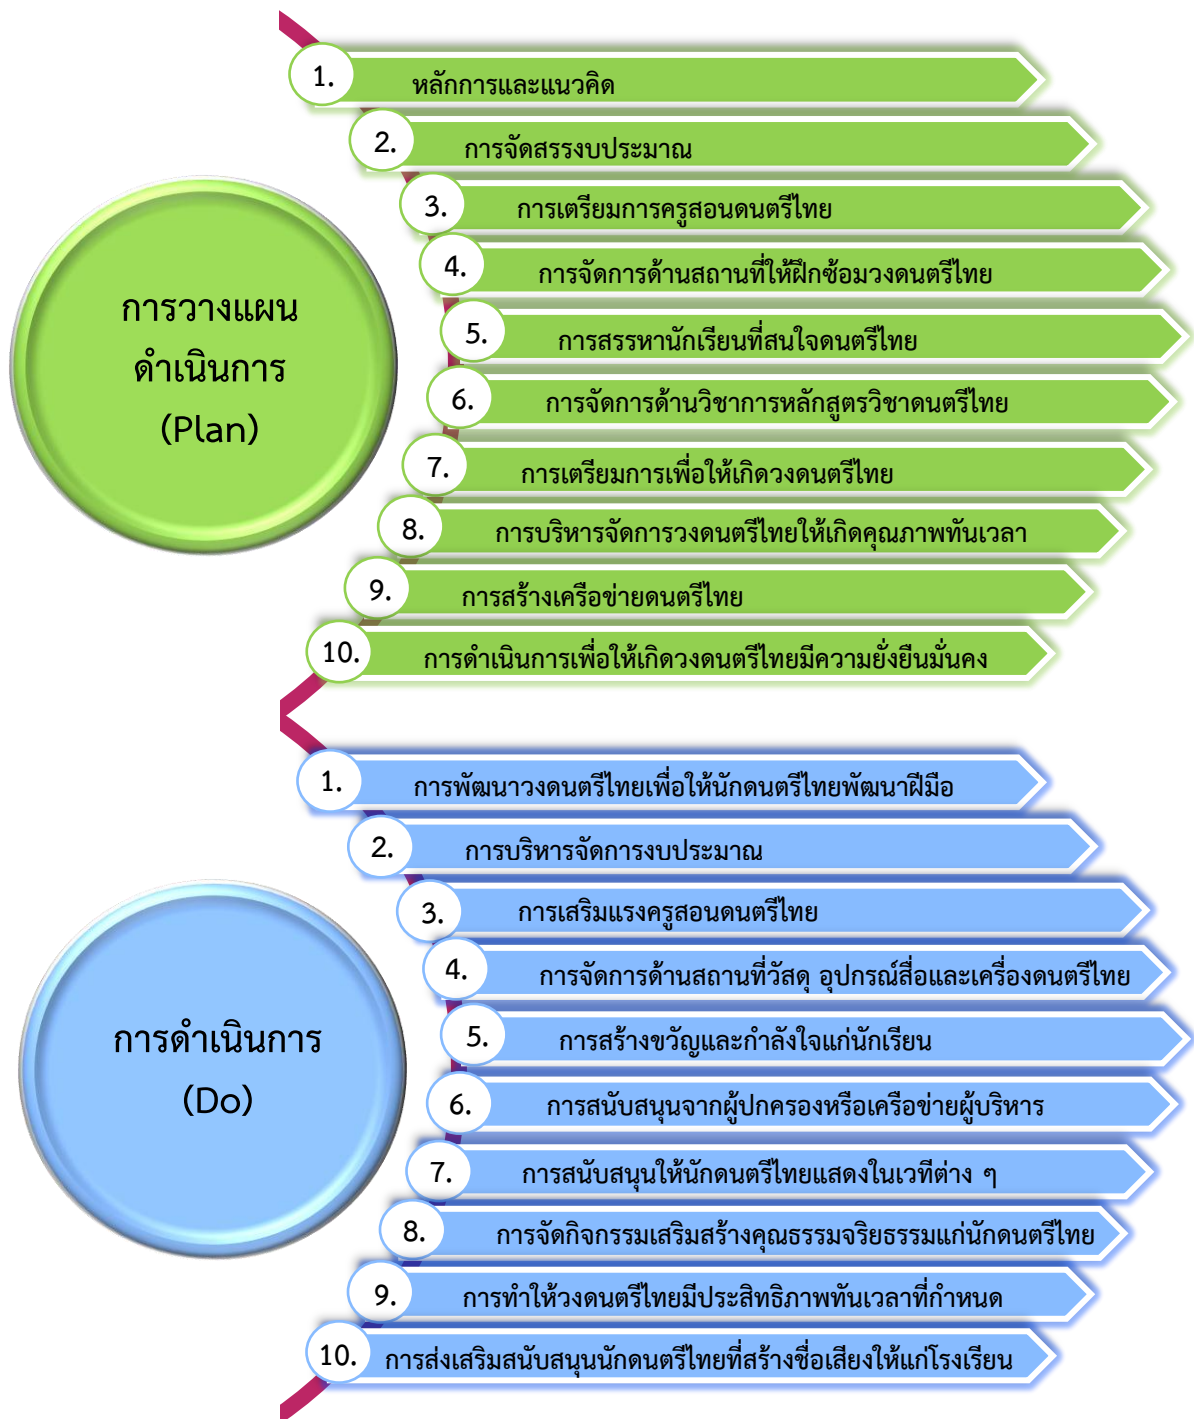 การวางแผน
ดำเนินการ
(Plan)
1. หลักการและแนวคิด
2. การจัดสรรงบประมาณ
3. การเตรียมการครูสอนดนตรีไทย
4. การจัดการด้านสถานที่ให้ฝึกซ้อมวงดนตรีไทย
5. การสรรหานักเรียนที่สนใจดนตรีไทย
6. การจัดการด้านวิชาการหลักสูตรวิชาดนตรีไทย
7. การเตรียมการเพื่อให้เกิดวงดนตรีไทย
8. การบริหารจัดการวงดนตรีไทยให้เกิดคุณภาพทันเวลา
9. การสร้างเครือข่ายดนตรีไทย
10. การดำเนินการเพื่อให้เกิดวงดนตรีไทยมีความยั่งยืนมั่นคง
การดำเนินการ
(Do)
1. การพัฒนาวงดนตรีไทยเพื่อให้นักดนตรีไทยพัฒนาฝีมือ
2. การบริหารจัดการงบประมาณ
3. การเสริมแรงครูสอนดนตรีไทย
4. การจัดการด้านสถานที่วัสดุ อุปกรณ์สื่อและเครื่องดนตรีไทย
5. การสร้างขวัญและกำลังใจแก่นักเรียน
6. การสนับสนุนจากผู้ปกครองหรือเครือข่ายผู้บริหาร
7. การสนับสนุนให้นักดนตรีไทยแสดงในเวทีต่าง ๆ
8. การจัดกิจกรรมเสริมสร้างคุณธรรมจริยธรรมแก่นักดนตรีไทย
9. การทำให้วงดนตรีไทยมีประสิทธิภาพทันเวลาที่กำหนด
10. การส่งเสริมสนับสนุนนักดนตรีไทยที่สร้างชื่อเสียงให้แก่โรงเรียน